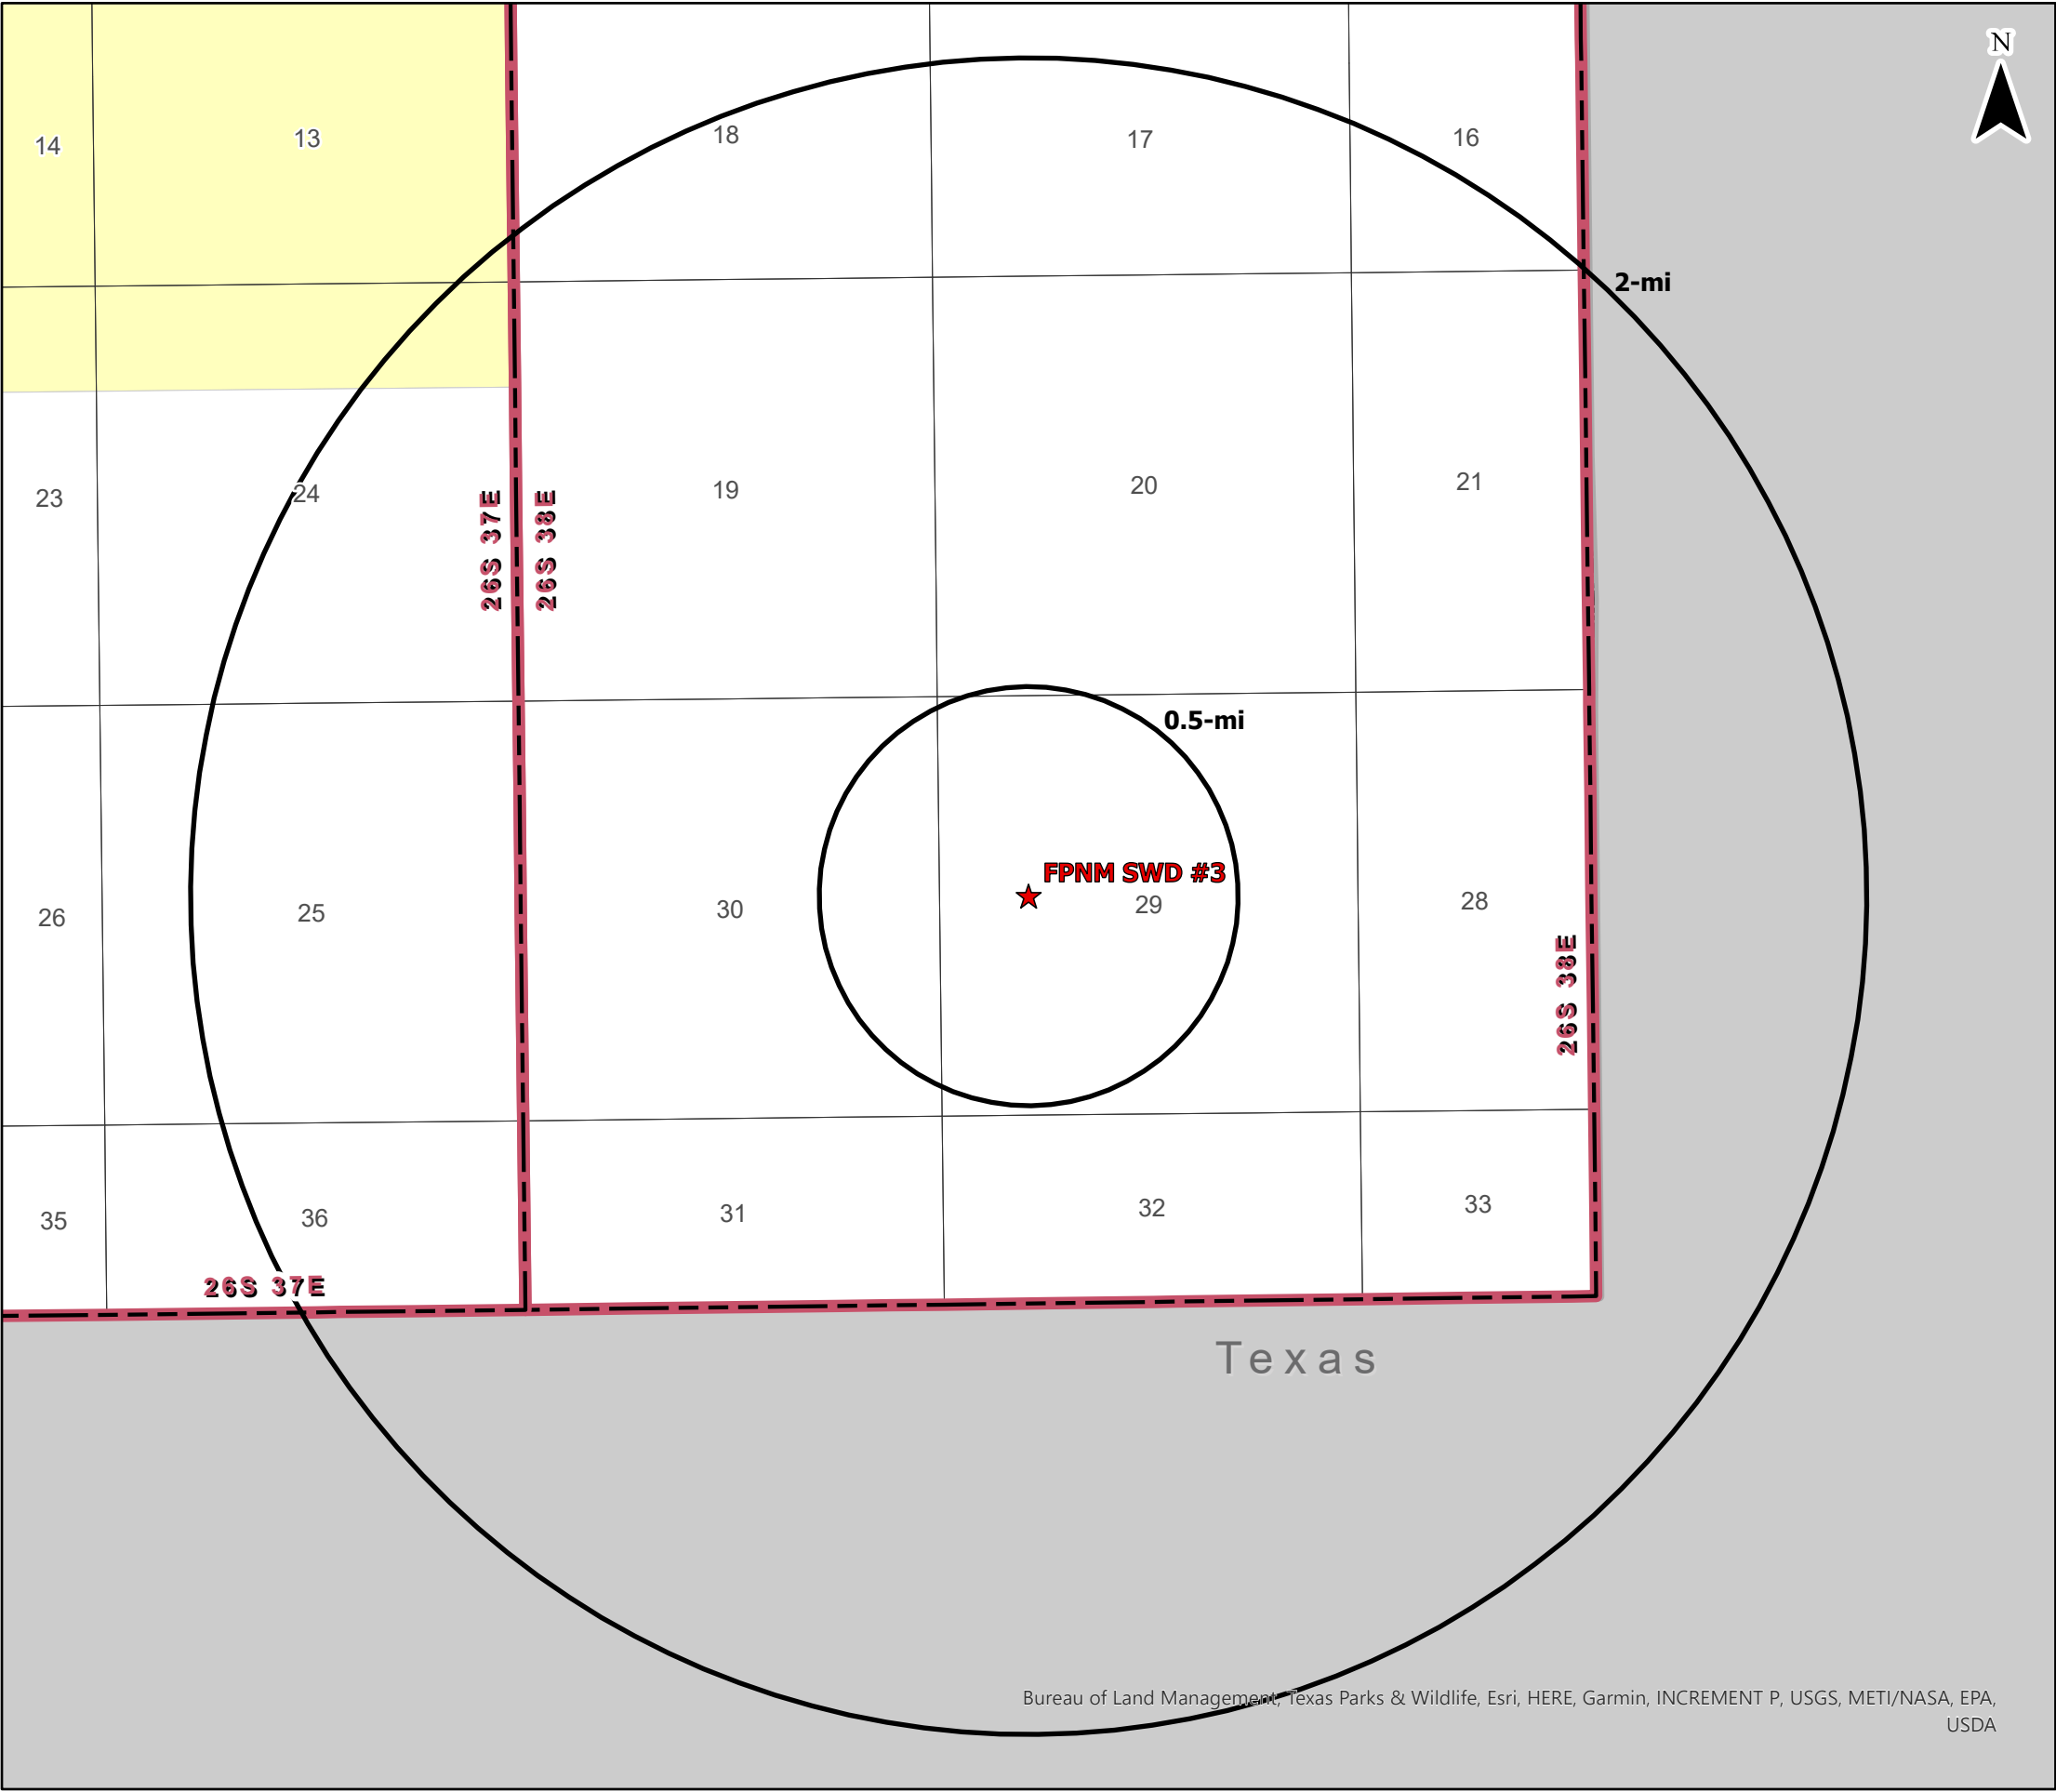 N
14
13
18
17
16
2-mi
23
24
26S 37E
26S 38E
19
20
21
0.5-mi
FPNM SWD #3
26
25
30
29
28
26S 38E
35
36
31
32
33
26S 37E
Texas
Bureau of Land Management, Texas Parks & Wildlife, Esri, HERE, Garmin, INCREMENT P, USGS, METI/NASA, EPA,
USDA